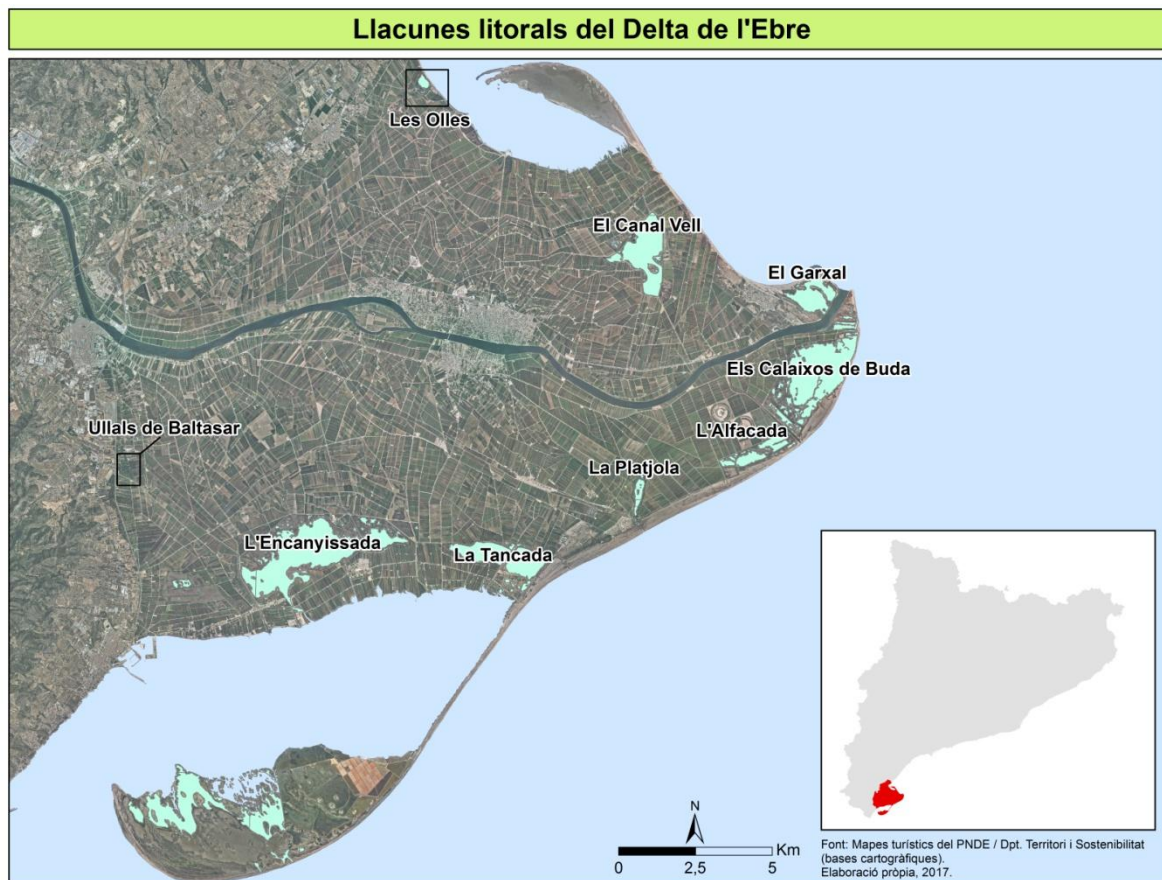 Llacunes litorals del Delta de l'Ebre
Les Olles
El Canal Vell
El Garxal
Els Calaixos de Buda
L'Alfacada
Ullals de Baltasar
La Platjola
L'Encanyissada
La Tancada
N
Km
0 2,5 5
Font: Mapes turístics del PNDE / Dpt. Territori i Sostenibilitat
(bases cartogràfiques).
Elaboració pròpia, 2017.